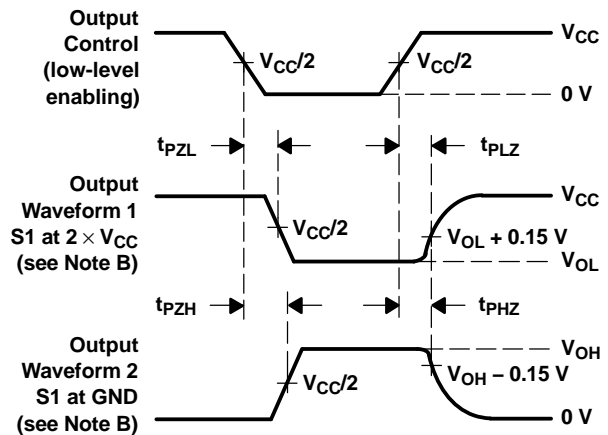 Output
Control
(low-level
enabling)
VCC/2
VCC/2
VCC
0 V
tPZL
tPLZ
Output
Waveform 1
S1 at 2 × VCC
(see Note B)
VCC/2
VCC
VOL + 0.15 V
VOL
tPZH
tPHZ
Output
Waveform 2
S1 at GND
(see Note B)
VCC/2
VOH
VOH – 0.15 V
0 V